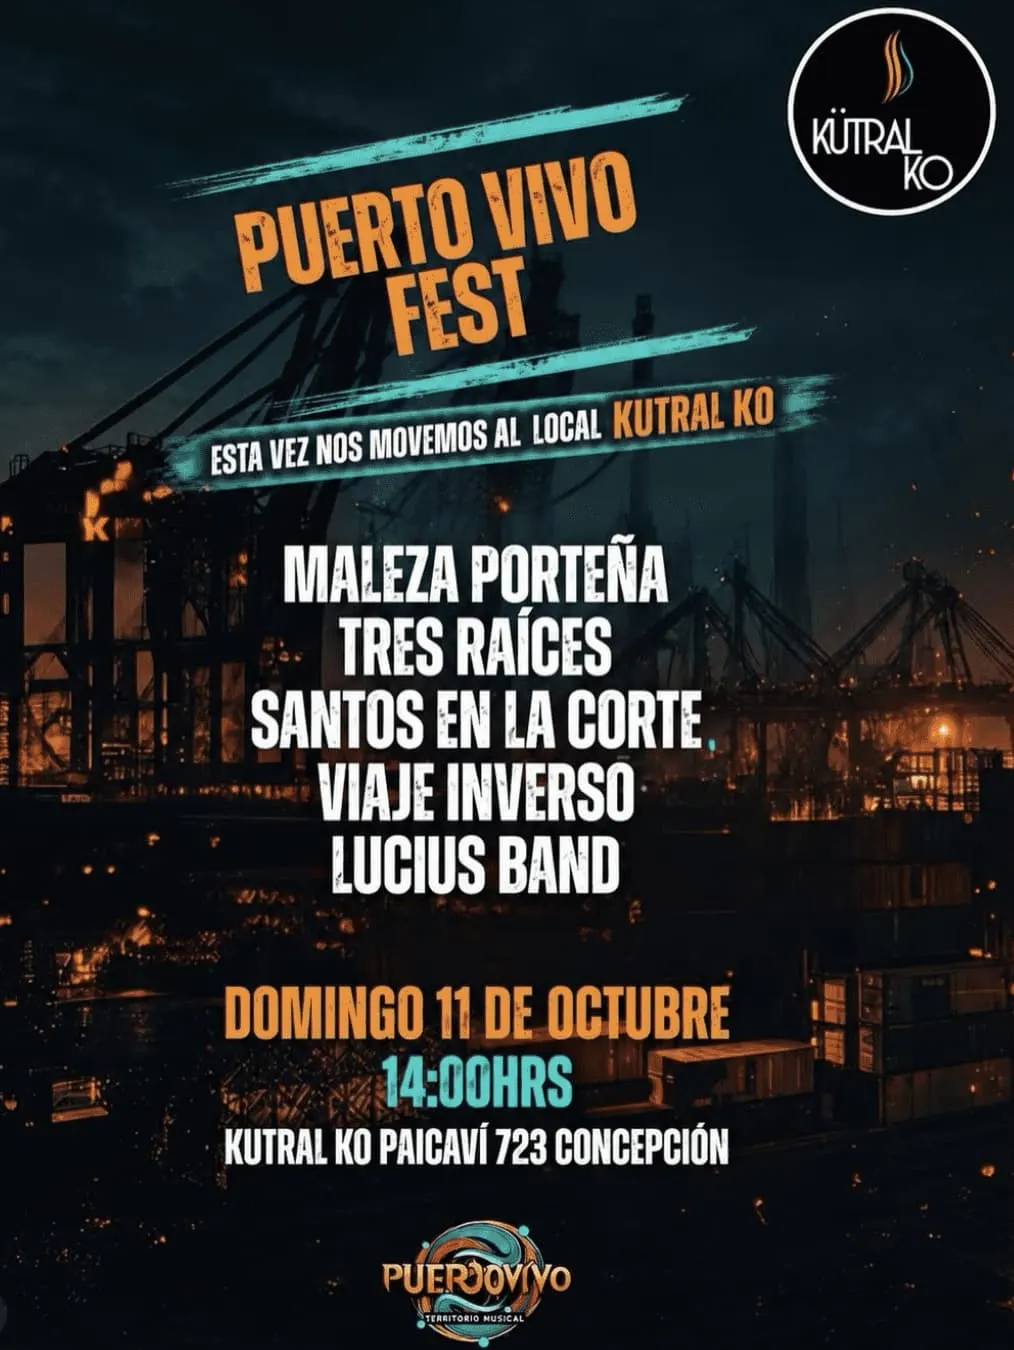 KÜTRAL
KO
PUERTO VIVO
FEST
ESTA VEZ NOS MOVEMOS AL LOCAL KUTRAL KO
MALEZA PORTEÑA
TRES RAÍCES
SANTOS EN LA CORTE
VIAJE INVERSO
LUCIUS BAND
DOMINGO 11 DE OCTUBRE
14:00HRS
KUTRAL KO PAICAVÍ 723 CONCEPCIÓN
PUERTOVIVO
TERRITORIO MUSICAL